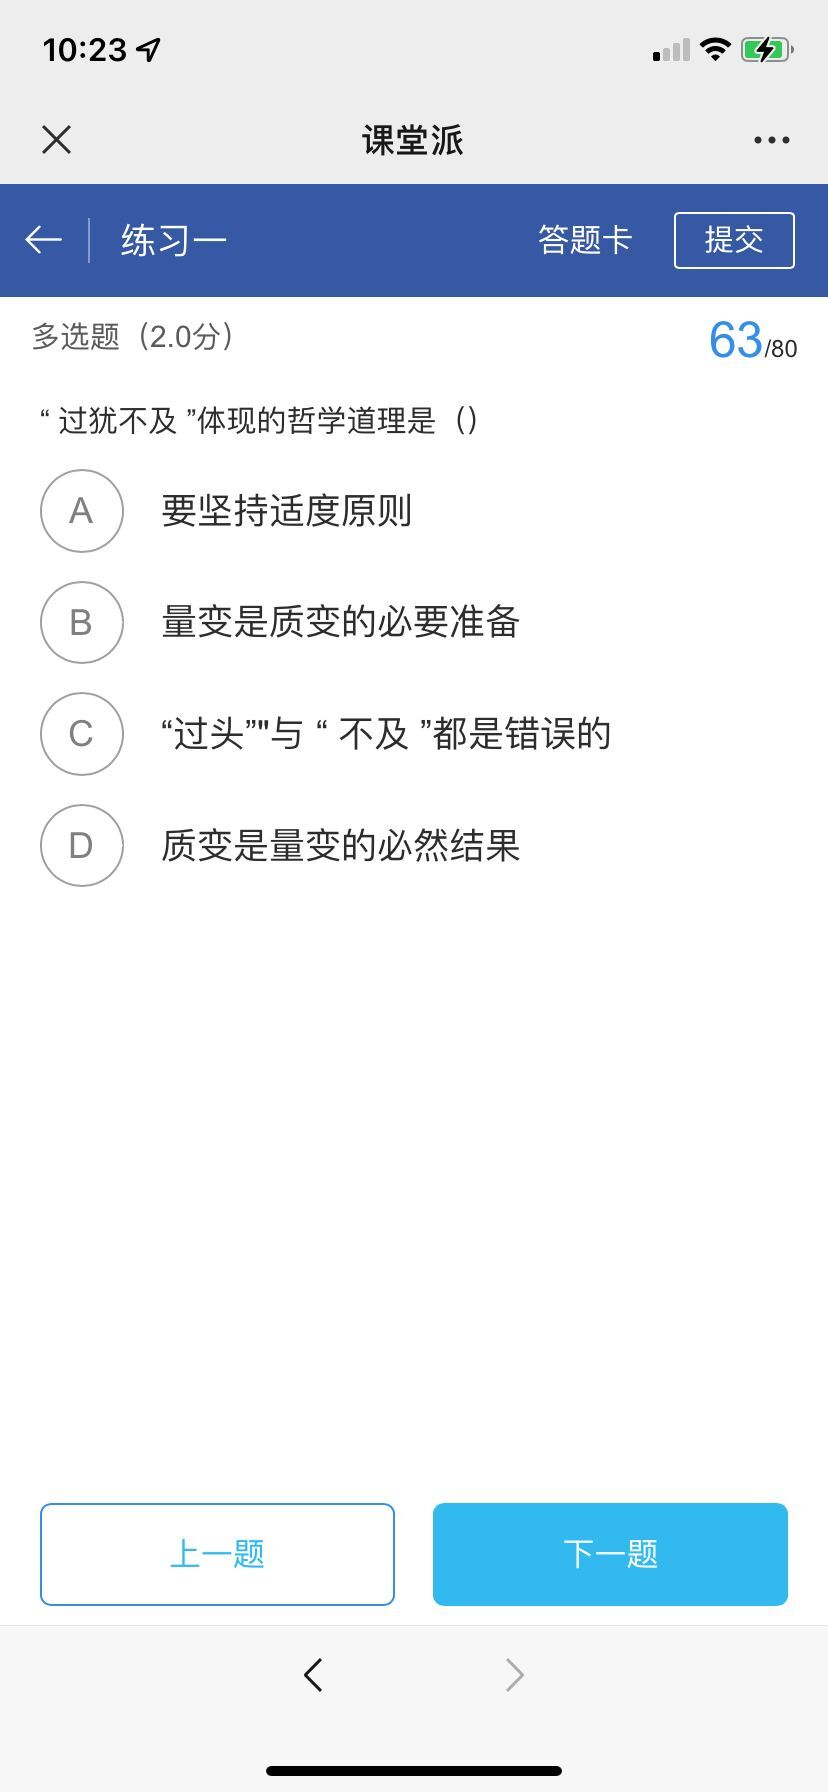 10:23
课堂派
练习一
答题卡
提交
多选题（2.0分）
63/80
“ 过犹不及 ”体现的哲学道理是（）
A 要坚持适度原则
B 量变是质变的必要准备
C “过头”"与 “ 不及 ”都是错误的
D 质变是量变的必然结果
上一题
下一题